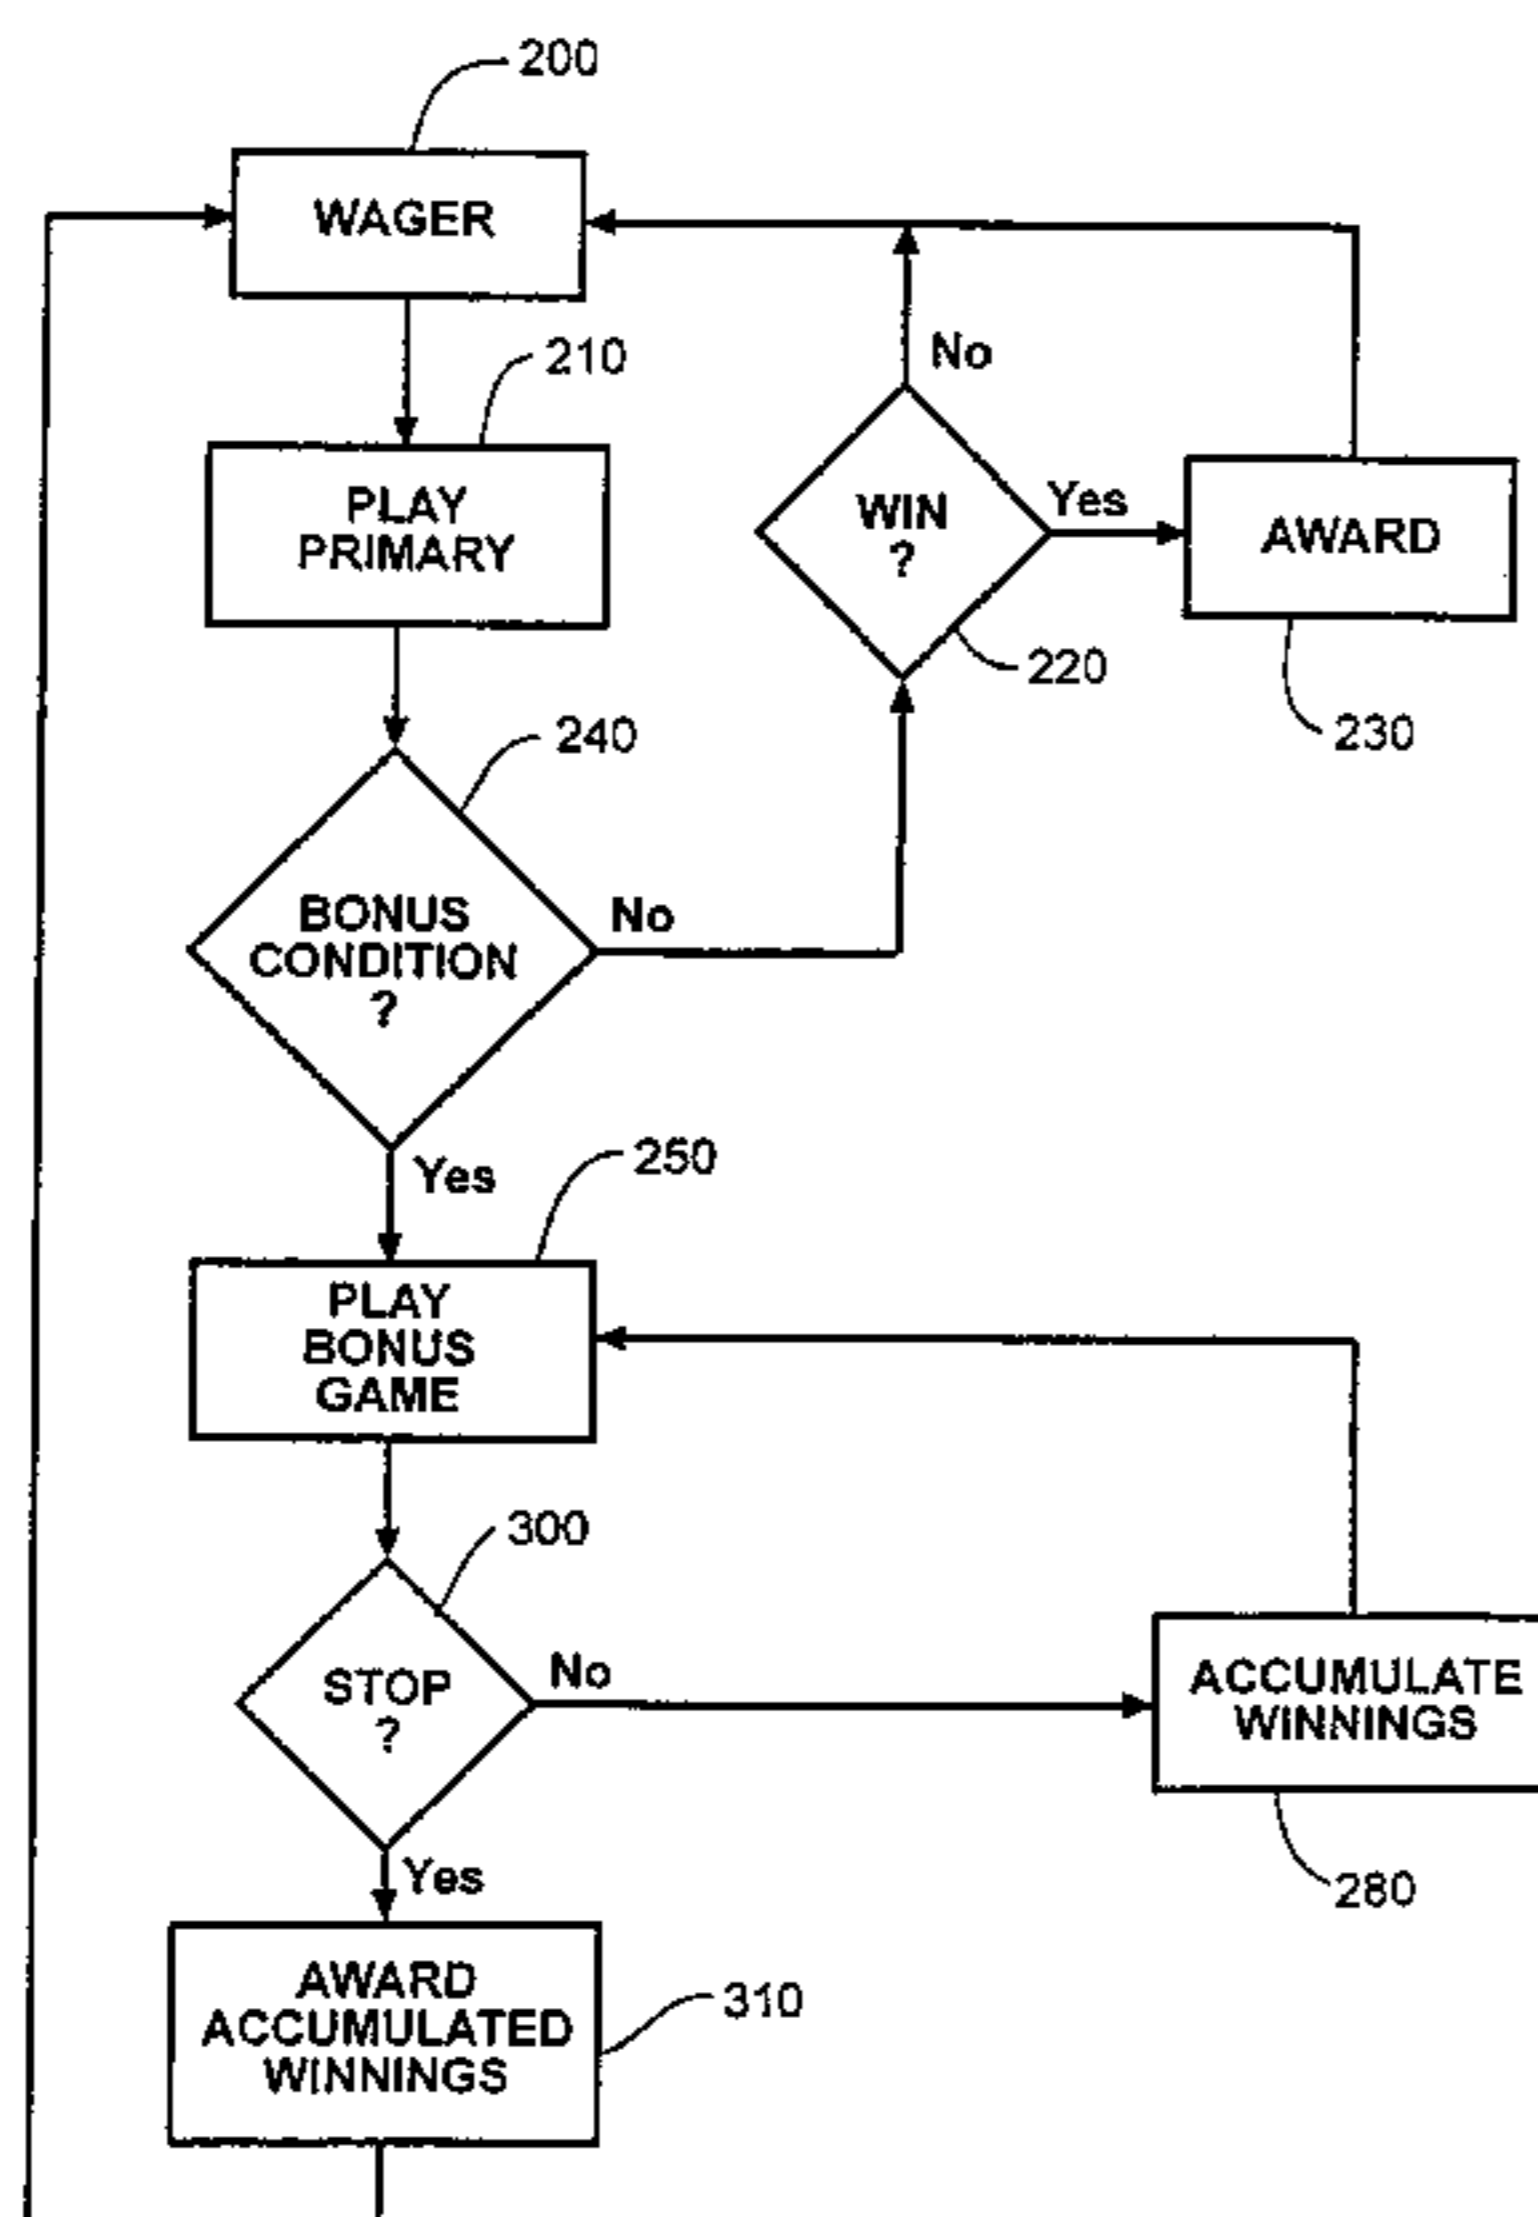 200
WAGER
210
No
PLAY
PRIMARY
WIN
?
Yes
AWARD
220
230
240
BONUS
CONDITION
?
No
Yes
250
PLAY
BONUS
GAME
300
STOP
?
No
ACCUMULATE
WINNINGS
280
Yes
AWARD
ACCUMULATED
WINNINGS
310